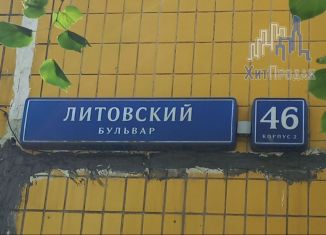 ХитПродаж
ЛИТОВСКИЙ
БУЛЬВАР
46
КОРПУС 2